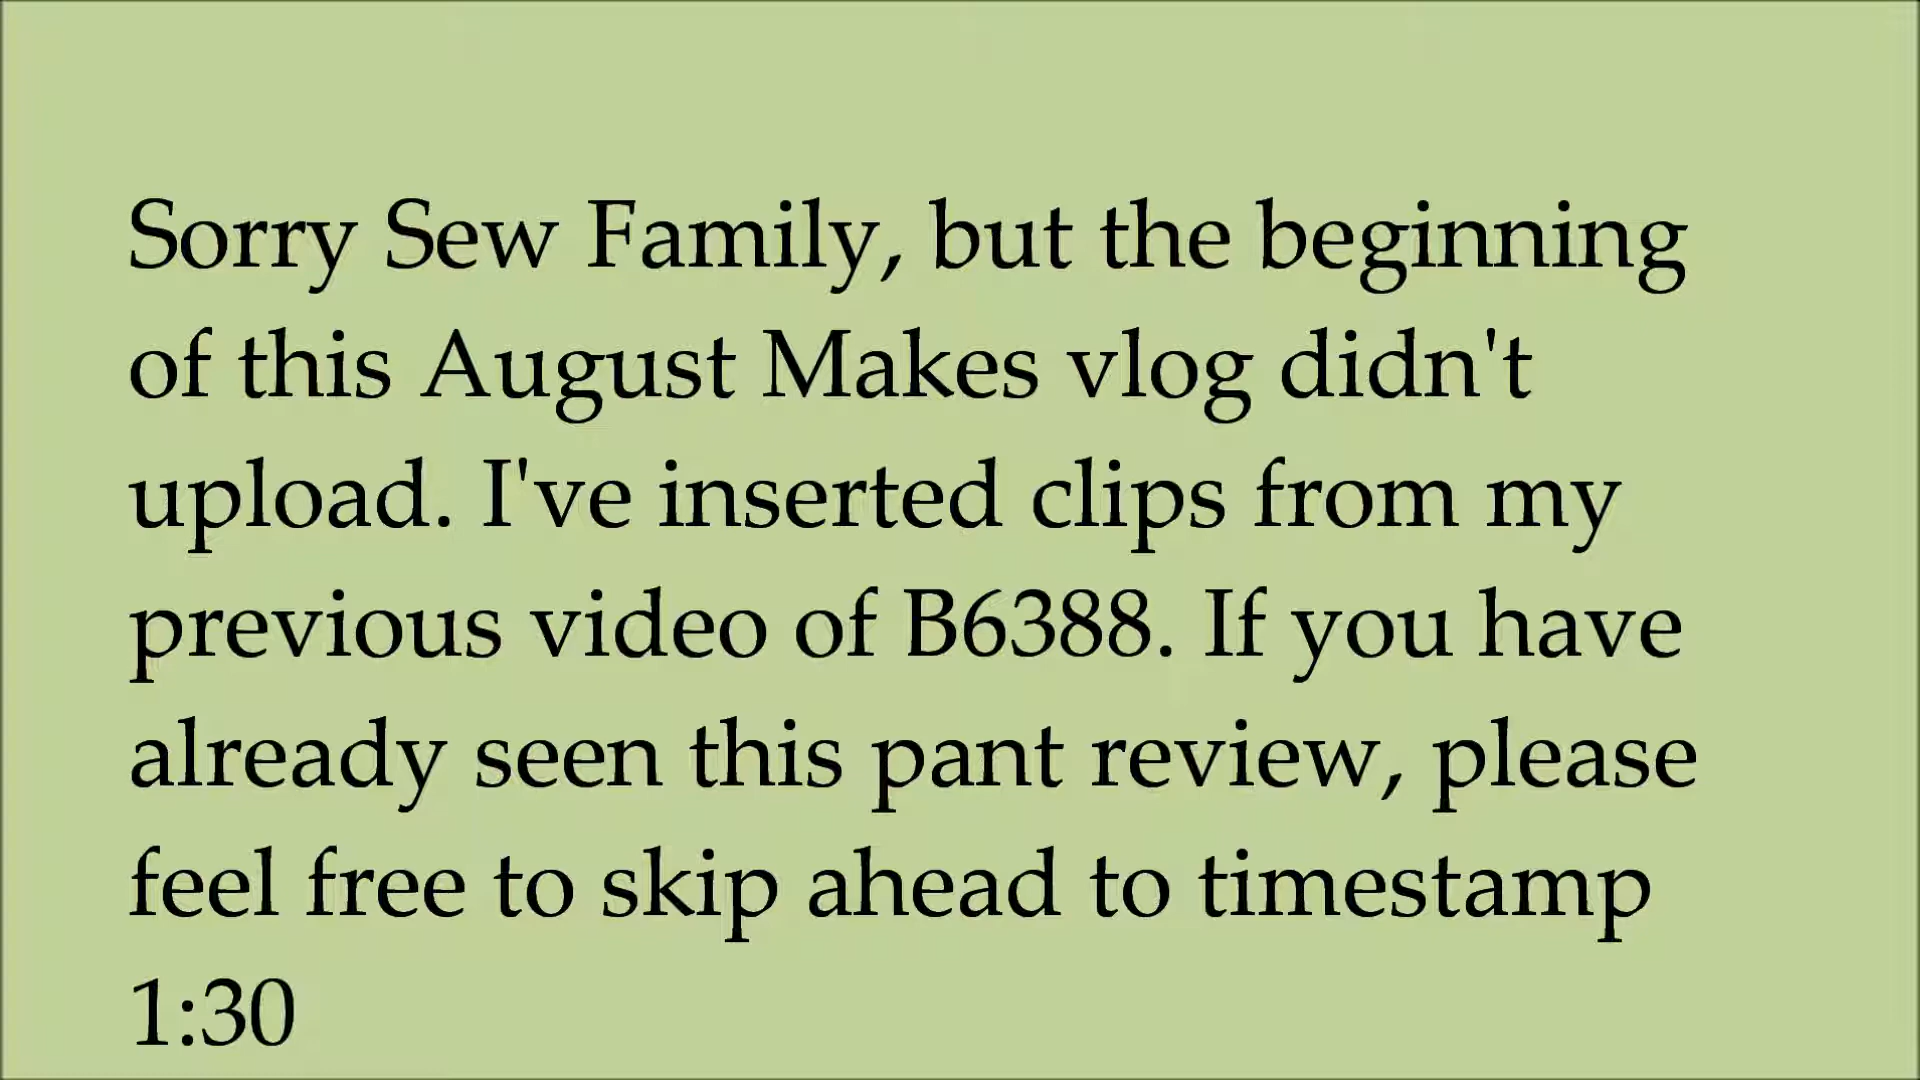 Sorry Sew Family, but the beginning
of this August Makes vlog didn't
upload. I've inserted clips from my
previous video of B6388. If you have
already seen this pant review, please
feel free to skip ahead to timestamp
1:30